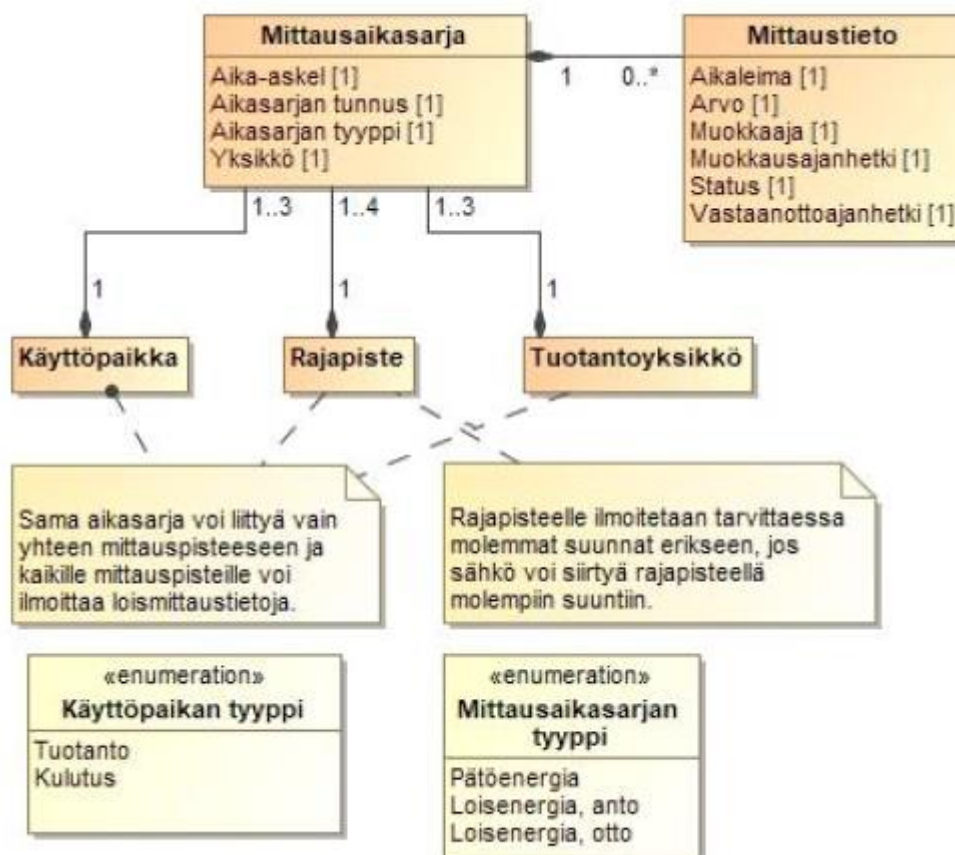 Mittausaikasarja
Aika-askel [1]
Aikasarjan tunnus [1]
Aikasarjan tyyppi [1]
Yksikkö [1]
1
0..*
Mittaustieto
Aikaleima [1]
Arvo [1]
Muokkaaja [1]
Muokkausajanhetki [1]
Status [1]
Vastaanottoajanhetki [1]
1..3
1..4
1..3
1
1
1
Käyttöpaikka
Rajapiste
Tuotantoyksikkö
Sama aikasarja voi liittyä vain
yhteen mittauspisteeseen ja
kaikille mittauspisteille voi
ilmoittaa loismittaustietoja.
Rajapisteelle ilmoitetaan tarvittaessa
molemmat suunnat erikseen, jos
sähkö voi siirtyä rajapisteellä
molempiin suuntiin.
«enumeration»
Käyttöpaikan tyyppi
Tuotanto
Kulutus
«enumeration»
Mittausaikasarjan
tyyppi
Pätöenergia
Loisenergia, anto
Loisenergia, otto